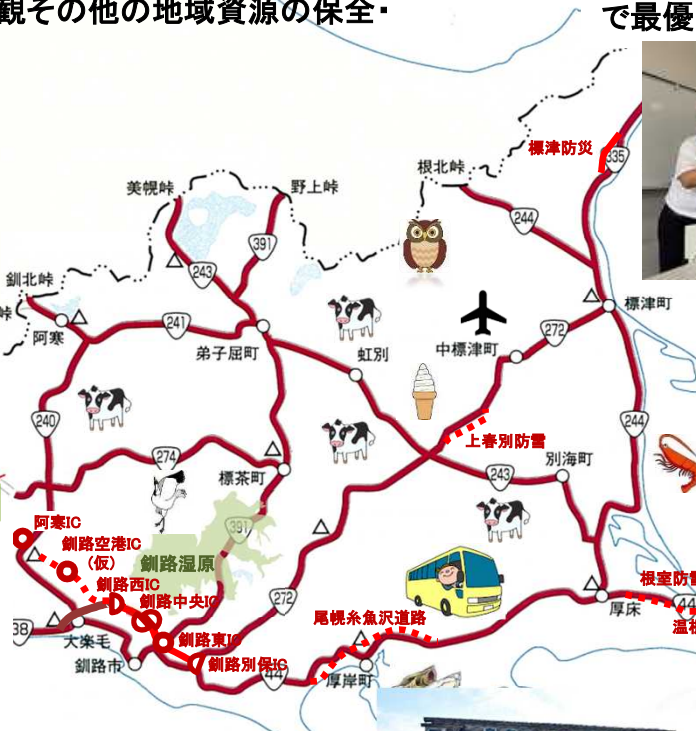 観その他の地域資源の保全・
で最優
標津防災
335
根北峠
美幌峠
野上峠
244
391
243
釧北峠
峠
標津町
阿寒
241
272
弟子屈町
虹別
中標津町
240
244
上春別防雪
274
標茶町
243
別海町
391
阿寒IC
釧路空港IC
(仮)
釧路湿原
釧路西IC
釧路中央IC
272
根室防雪
44
厚床
尾幌糸魚沢道路
温根
38
大楽毛
釧路東IC
釧路市
釧路別保IC
44
厚岸町